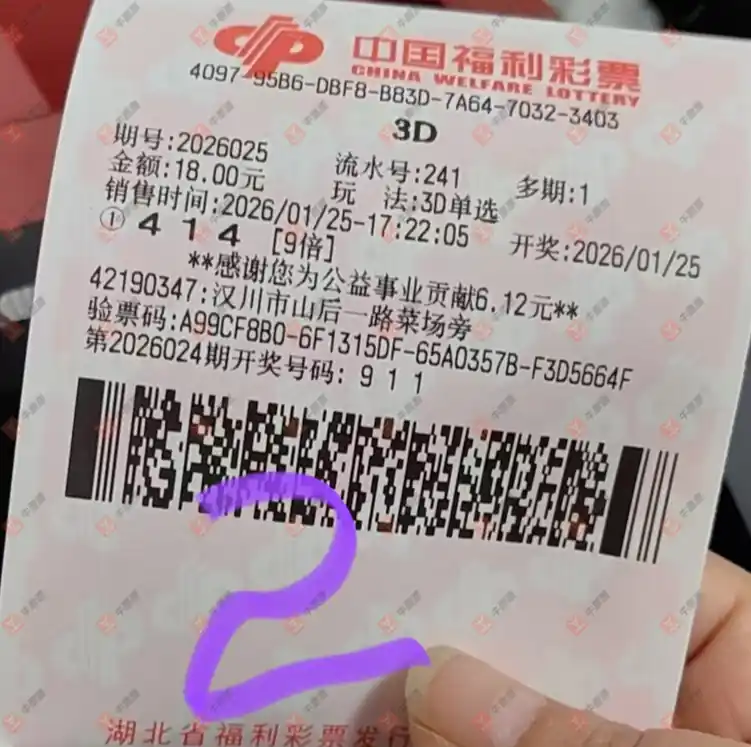 中国福利彩票
CHINA WELFARE LOTTERY
4097-95B6-DBF8-B83D-7A64-7032-3403
3D
期号:2026025 流水号:241 多期:1
金额:18.00元 玩 法:3D单选
销售时间:2026/01/25-17:22:05 开奖:2026/01/25
① 4 1 4 [9倍]
**感谢您为公益事业贡献6.12元**
42190347:汉川市山后一路菜场旁
验票码:A99CF8B0-6F1315DF-65A0357B-F3D5664F
第2026024期开奖号码: 9 1 1
2
湖北省福利彩票发行